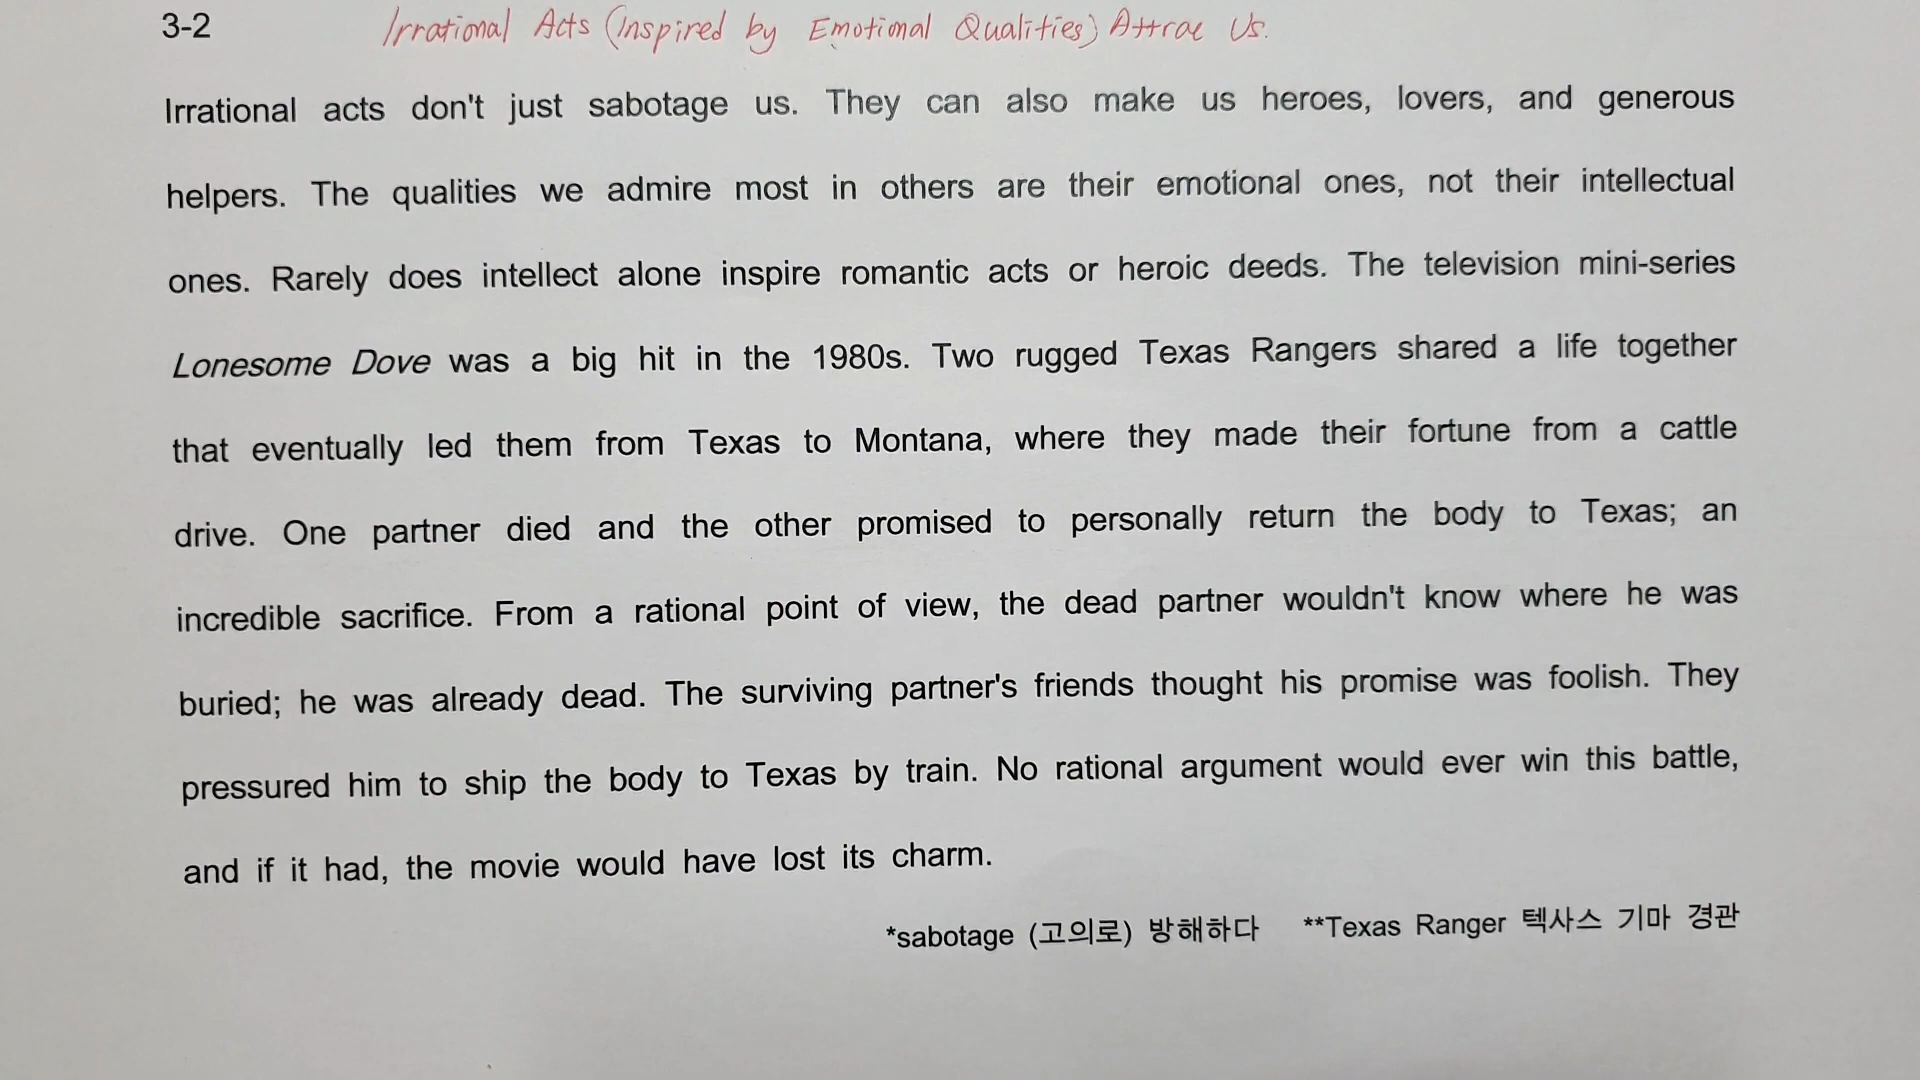 3-2 Irrational Acts (Inspired by Emotional Qualities) Attrac Us.
Irrational acts don't just sabotage us. They can also make us heroes, lovers, and generous
helpers. The qualities we admire most in others are their emotional ones, not their intellectual
ones. Rarely does intellect alone inspire romantic acts or heroic deeds. The television mini-series
Lonesome Dove was a big hit in the 1980s. Two rugged Texas Rangers shared a life together
that eventually led them from Texas to Montana, where they made their fortune from a cattle
drive. One partner died and the other promised to personally return the body to Texas; an
incredible sacrifice. From a rational point of view, the dead partner wouldn't know where he was
buried; he was already dead. The surviving partner's friends thought his promise was foolish. They
pressured him to ship the body to Texas by train. No rational argument would ever win this battle,
and if it had, the movie would have lost its charm.
*sabotage (고의로) 방해하다 **Texas Ranger 텍사스 기마 경관